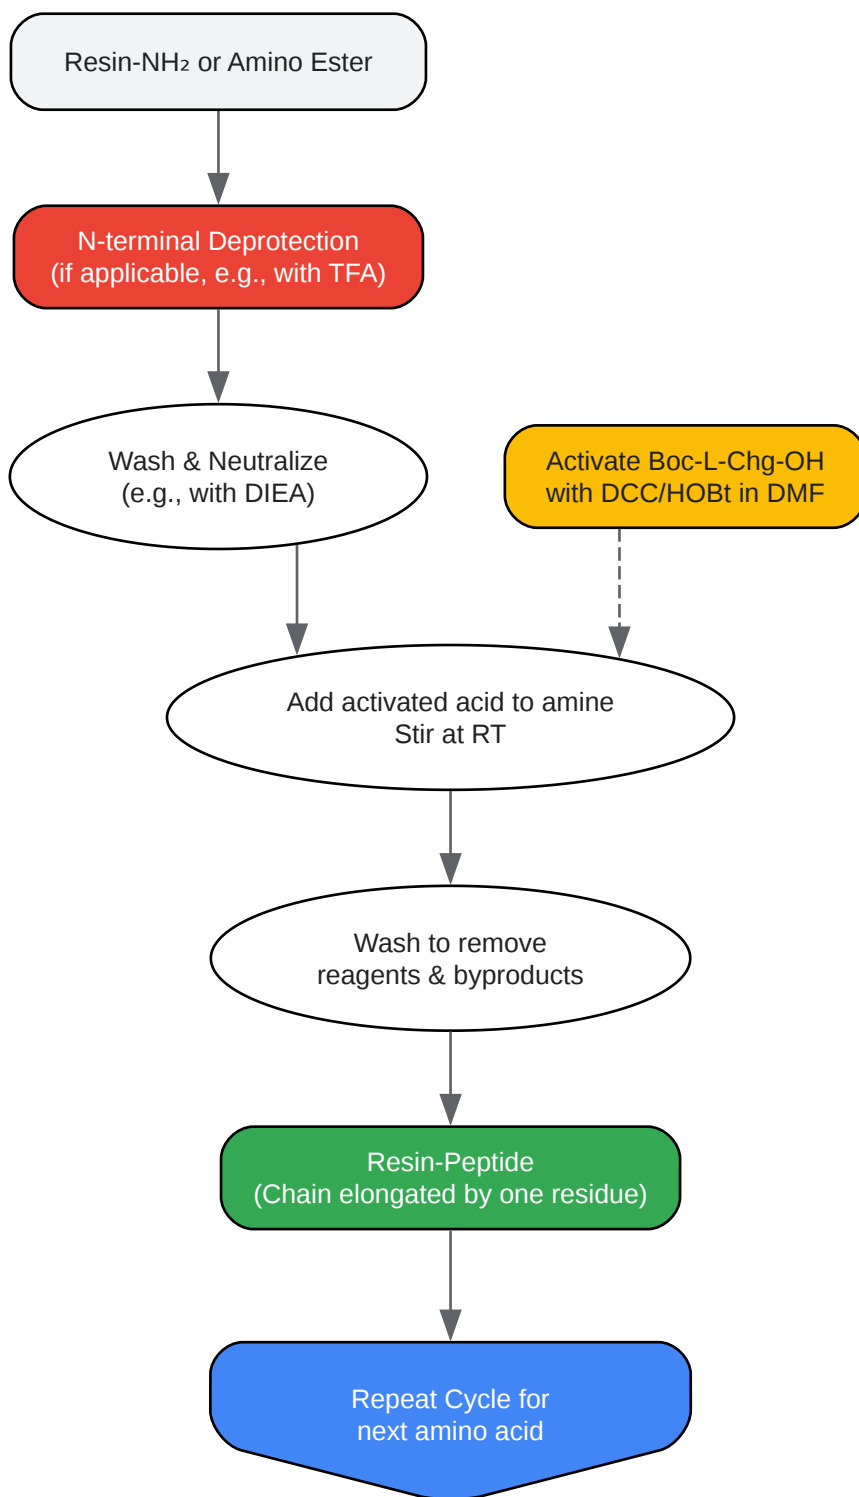 Resin-NH₂ or Amino Ester
N-terminal Deprotection
(if applicable, e.g., with TFA)
Wash & Neutralize
(e.g., with DIEA)
Activate Boc-L-Chg-OH
with DCC/HOBt in DMF
Add activated acid to amine
Stir at RT
Wash to remove
reagents & byproducts
Resin-Peptide
(Chain elongated by one residue)
Repeat Cycle for
next amino acid